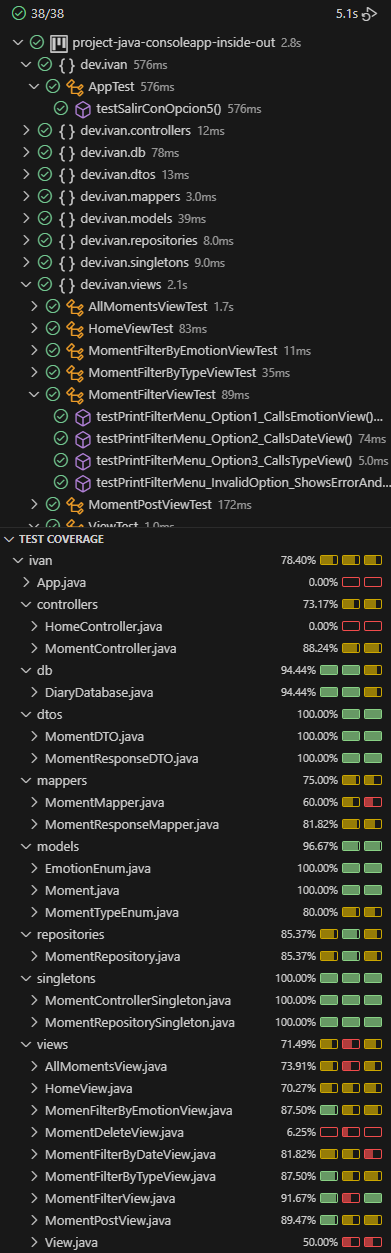 38/38 5.1s
project-java-consoleapp-inside-out 2.8s
{ } dev.ivan 576ms
AppTest 576ms
testSalirConOpcion5() 576ms
{ } dev.ivan.controllers 12ms
{ } dev.ivan.db 78ms
{ } dev.ivan.dtos 13ms
{ } dev.ivan.mappers 3.0ms
{ } dev.ivan.models 39ms
{ } dev.ivan.repositories 8.0ms
{ } dev.ivan.singletons 9.0ms
{ } dev.ivan.views 2.1s
AllMomentsViewTest 1.7s
HomeViewTest 83ms
MomentFilterByEmotionViewTest 11ms
MomentFilterByTypeViewTest 35ms
MomentFilterViewTest 89ms
testPrintFilterMenu_Option1_CallsEmotionView()...
testPrintFilterMenu_Option2_CallsDateView() 74ms
testPrintFilterMenu_Option3_CallsTypeView() 5.0ms
testPrintFilterMenu_InvalidOption_ShowsErrorAnd...
MomentPostViewTest 172ms
ViewTest 1.0ms
TEST COVERAGE
ivan 78.40%
App.java 0.00%
controllers 73.17%
HomeController.java 0.00%
MomentController.java 88.24%
db 94.44%
DiaryDatabase.java 94.44%
dtos 100.00%
MomentDTO.java 100.00%
MomentResponseDTO.java 100.00%
mappers 75.00%
MomentMapper.java 60.00%
MomentResponseMapper.java 81.82%
models 96.67%
EmotionEnum.java 100.00%
Moment.java 100.00%
MomentTypeEnum.java 80.00%
repositories 85.37%
MomentRepository.java 85.37%
singletons 100.00%
MomentControllerSingleton.java 100.00%
MomentRepositorySingleton.java 100.00%
views 71.49%
AllMomentsView.java 73.91%
HomeView.java 70.27%
MomenFilterByEmotionView.java 87.50%
MomentDeleteView.java 6.25%
MomentFilterByDateView.java 81.82%
MomentFilterByTypeView.java 87.50%
MomentFilterView.java 91.67%
MomentPostView.java 89.47%
View.java 50.00%